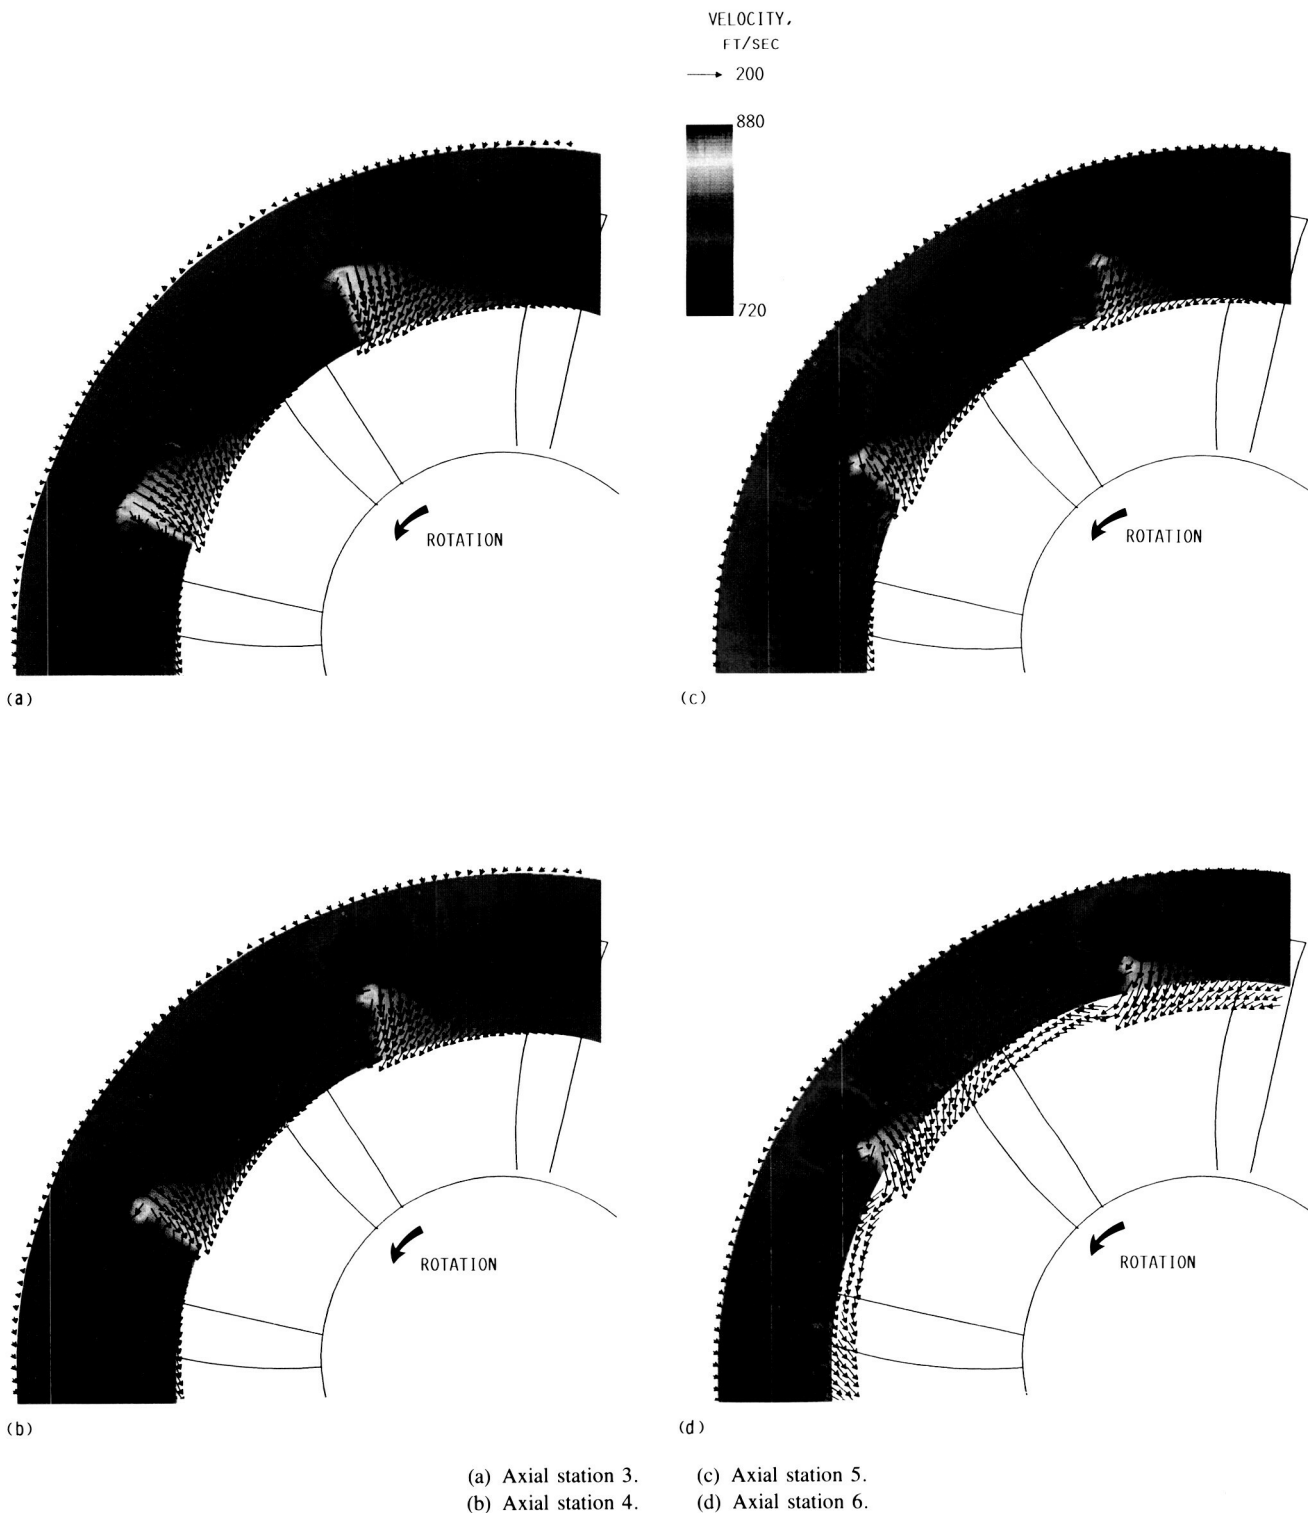 VELOCITY,
FT/SEC
200
880
720
ROTATION
(a)
ROTATION
(c)
ROTATION
(b)
ROTATION
(d)
(a) Axial station 3.
(c) Axial station 5.
(b) Axial station 4.
(d) Axial station 6.